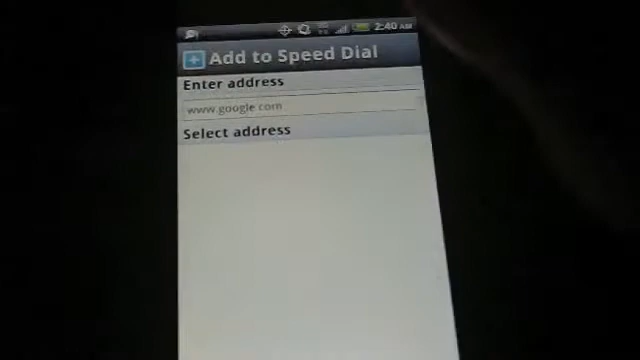 2:40 AM
Add to Speed Dial
Enter address
www.google.com
Select address